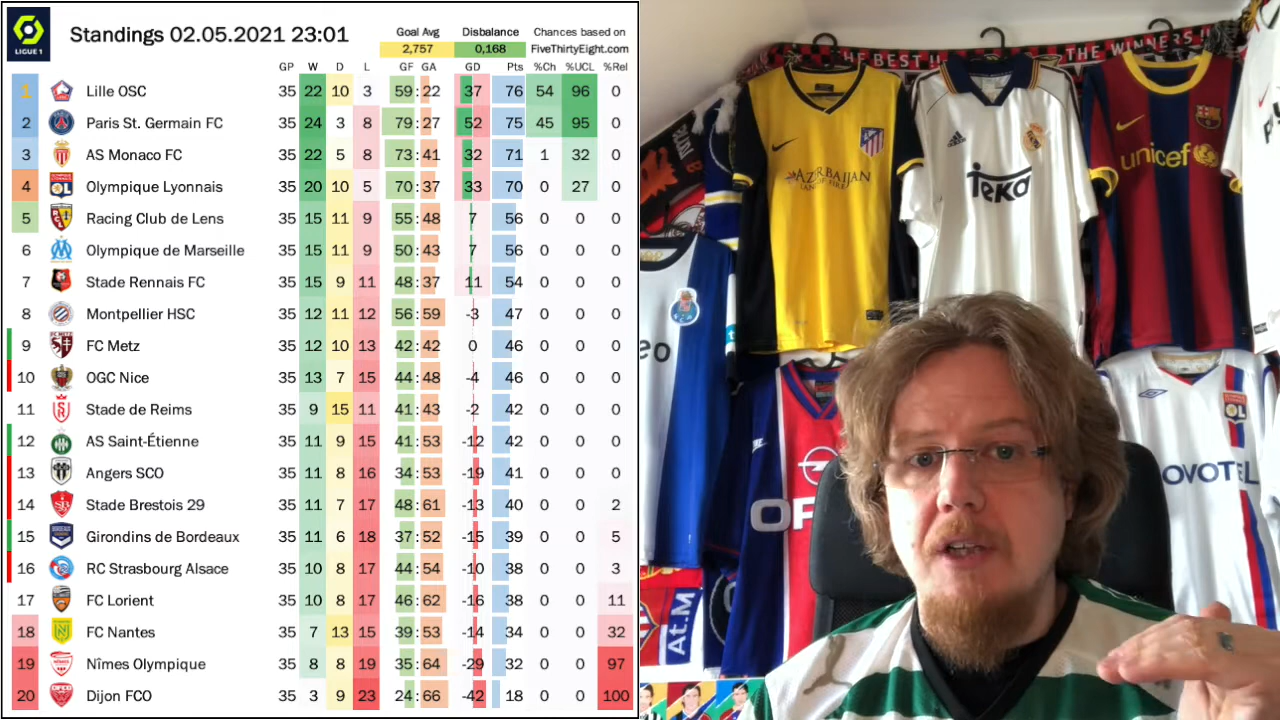 LIGUE 1
Standings 02.05.2021 23:01
Goal Avg Disbalance Chances based on
2,757 0,168 FiveThirtyEight.com
GP W D L GF GA GD Pts %Ch %UCL %Rel
1 Lille OSC 35 22 10 3 59 : 22 37 76 54 96 0
2 Paris St. Germain FC 35 24 3 8 79 : 27 52 75 45 95 0
3 AS Monaco FC 35 22 5 8 73 : 41 32 71 1 32 0
4 Olympique Lyonnais 35 20 10 5 70 : 37 33 70 0 27 0
5 Racing Club de Lens 35 15 11 9 55 : 48 7 56 0 0 0
6 Olympique de Marseille 35 15 11 9 50 : 43 7 56 0 0 0
7 Stade Rennais FC 35 15 9 11 48 : 37 11 54 0 0 0
8 Montpellier HSC 35 12 11 12 56 : 59 -3 47 0 0 0
9 FC Metz 35 12 10 13 42 : 42 0 46 0 0 0
10 OGC Nice 35 13 7 15 44 : 48 -4 46 0 0 0
11 Stade de Reims 35 9 15 11 41 : 43 -2 42 0 0 0
12 AS Saint-Étienne 35 11 9 15 41 : 53 -12 42 0 0 0
13 Angers SCO 35 11 8 16 34 : 53 -19 41 0 0 0
14 Stade Brestois 29 35 11 7 17 48 : 61 -13 40 0 0 2
15 Girondins de Bordeaux 35 11 6 18 37 : 52 -15 39 0 0 5
16 RC Strasbourg Alsace 35 10 8 17 44 : 54 -10 38 0 0 3
17 FC Lorient 35 10 8 17 46 : 62 -16 38 0 0 11
18 FC Nantes 35 7 13 15 39 : 53 -14 34 0 0 32
19 Nîmes Olympique 35 8 8 19 35 : 64 -29 32 0 0 97
20 Dijon FCO 35 3 9 23 24 : 66 -42 18 0 0 100
THE BEST !! THE WINNERS !!
AZERBAIJAN
LAND OF FIRE
Teka
unicef
eo
OP
NOVOTEL
At.M